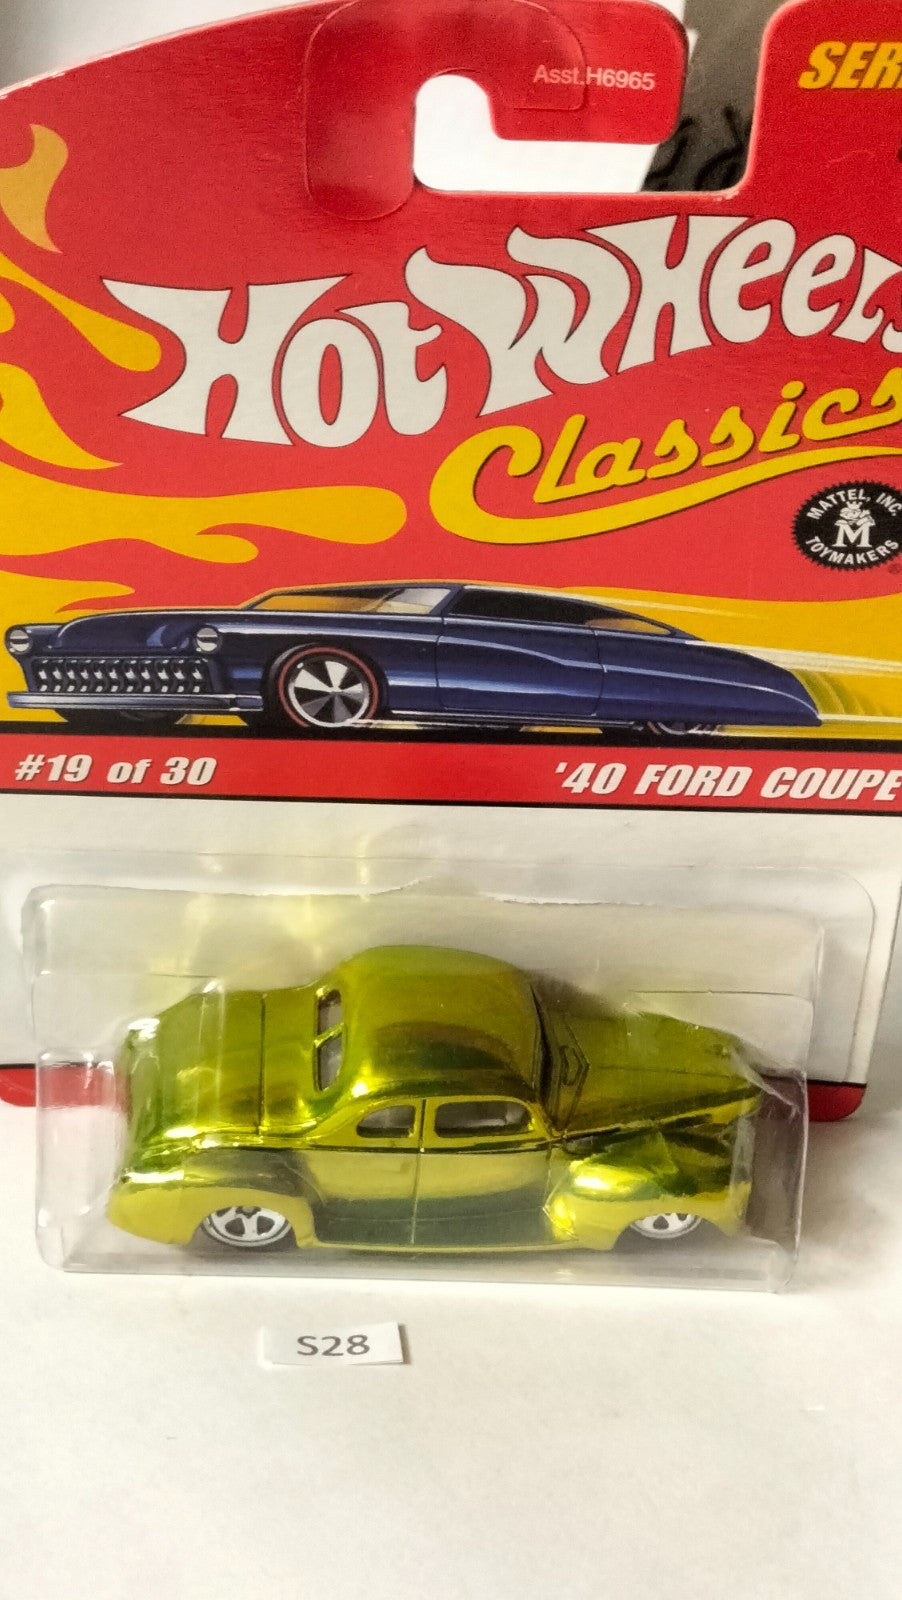 Asst.H6965
SER
Hot Wheels
Classics
MATTEL, INC.
M
TOYMAKERS
®
#19 of 30
'40 FORD COUPE
S28